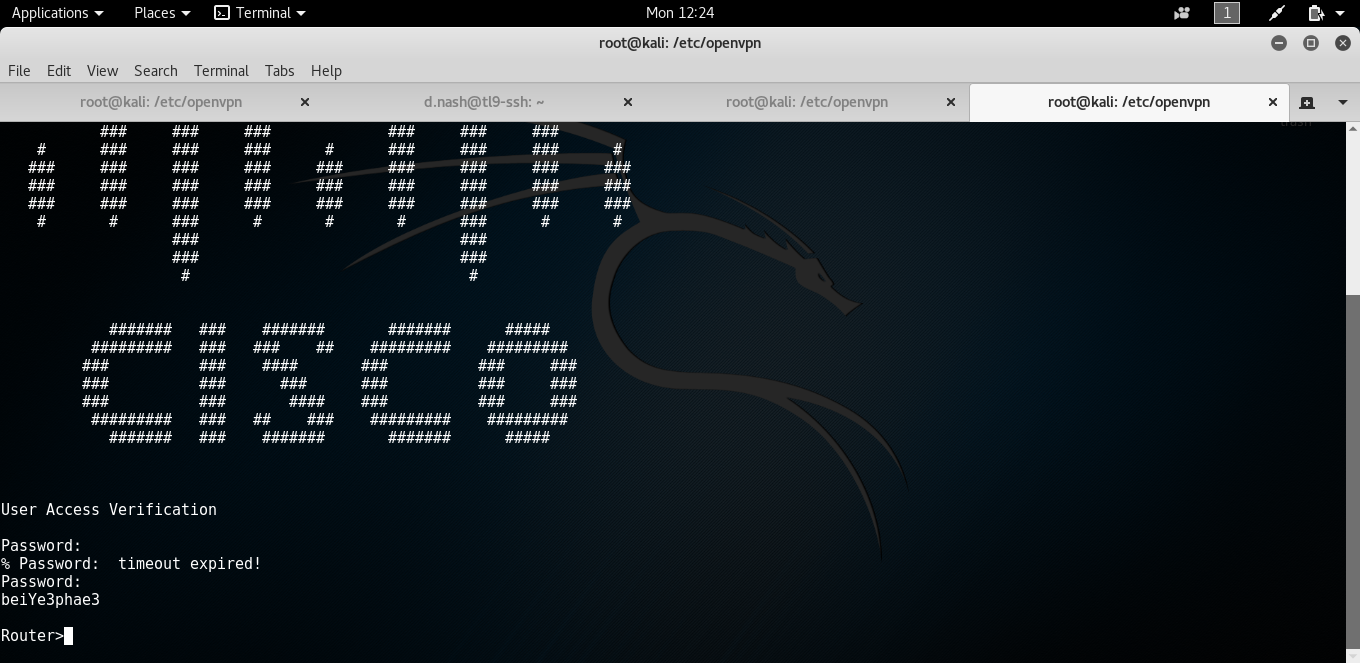 Applications Places Terminal Mon 12:24 1
root@kali: /etc/openvpn
File Edit View Search Terminal Tabs Help
root@kali: /etc/openvpn d.nash@tl9-ssh: ~ root@kali: /etc/openvpn root@kali: /etc/openvpn
CISCO
User Access Verification
Password:
% Password:  timeout expired!
Password:
beiYe3phae3
Router>